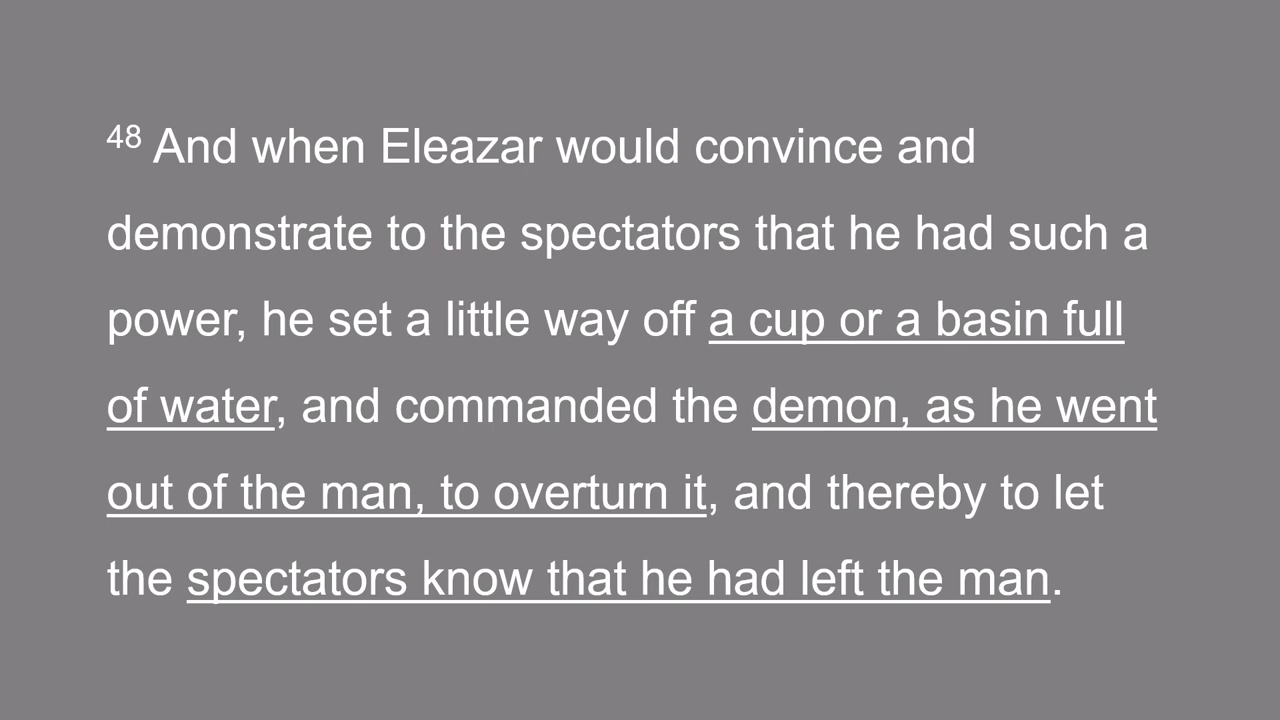 48 And when Eleazar would convince and
demonstrate to the spectators that he had such a
power, he set a little way off a cup or a basin full
of water, and commanded the demon, as he went
out of the man, to overturn it, and thereby to let
the spectators know that he had left the man.